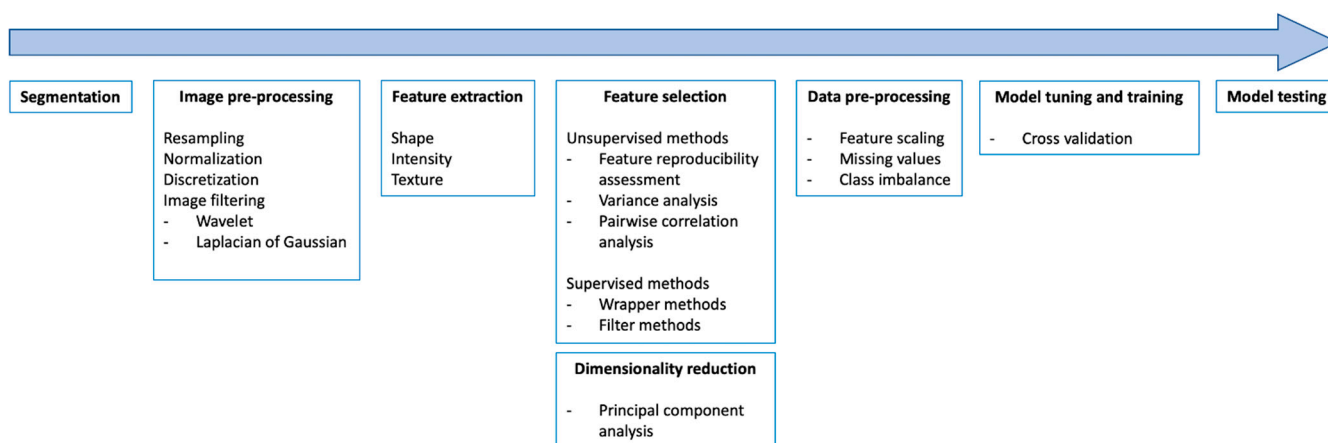 Segmentation
Image pre-processing
Resampling
Normalization
Discretization
Image filtering
- Wavelet
- Laplacian of Gaussian
Feature extraction
Shape
Intensity
Texture
Feature selection
Unsupervised methods
- Feature reproducibility
assessment
- Variance analysis
- Pairwise correlation
analysis
Supervised methods
- Wrapper methods
- Filter methods
Dimensionality reduction
- Principal component
analysis
Data pre-processing
- Feature scaling
- Missing values
- Class imbalance
Model tuning and training
- Cross validation
Model testing